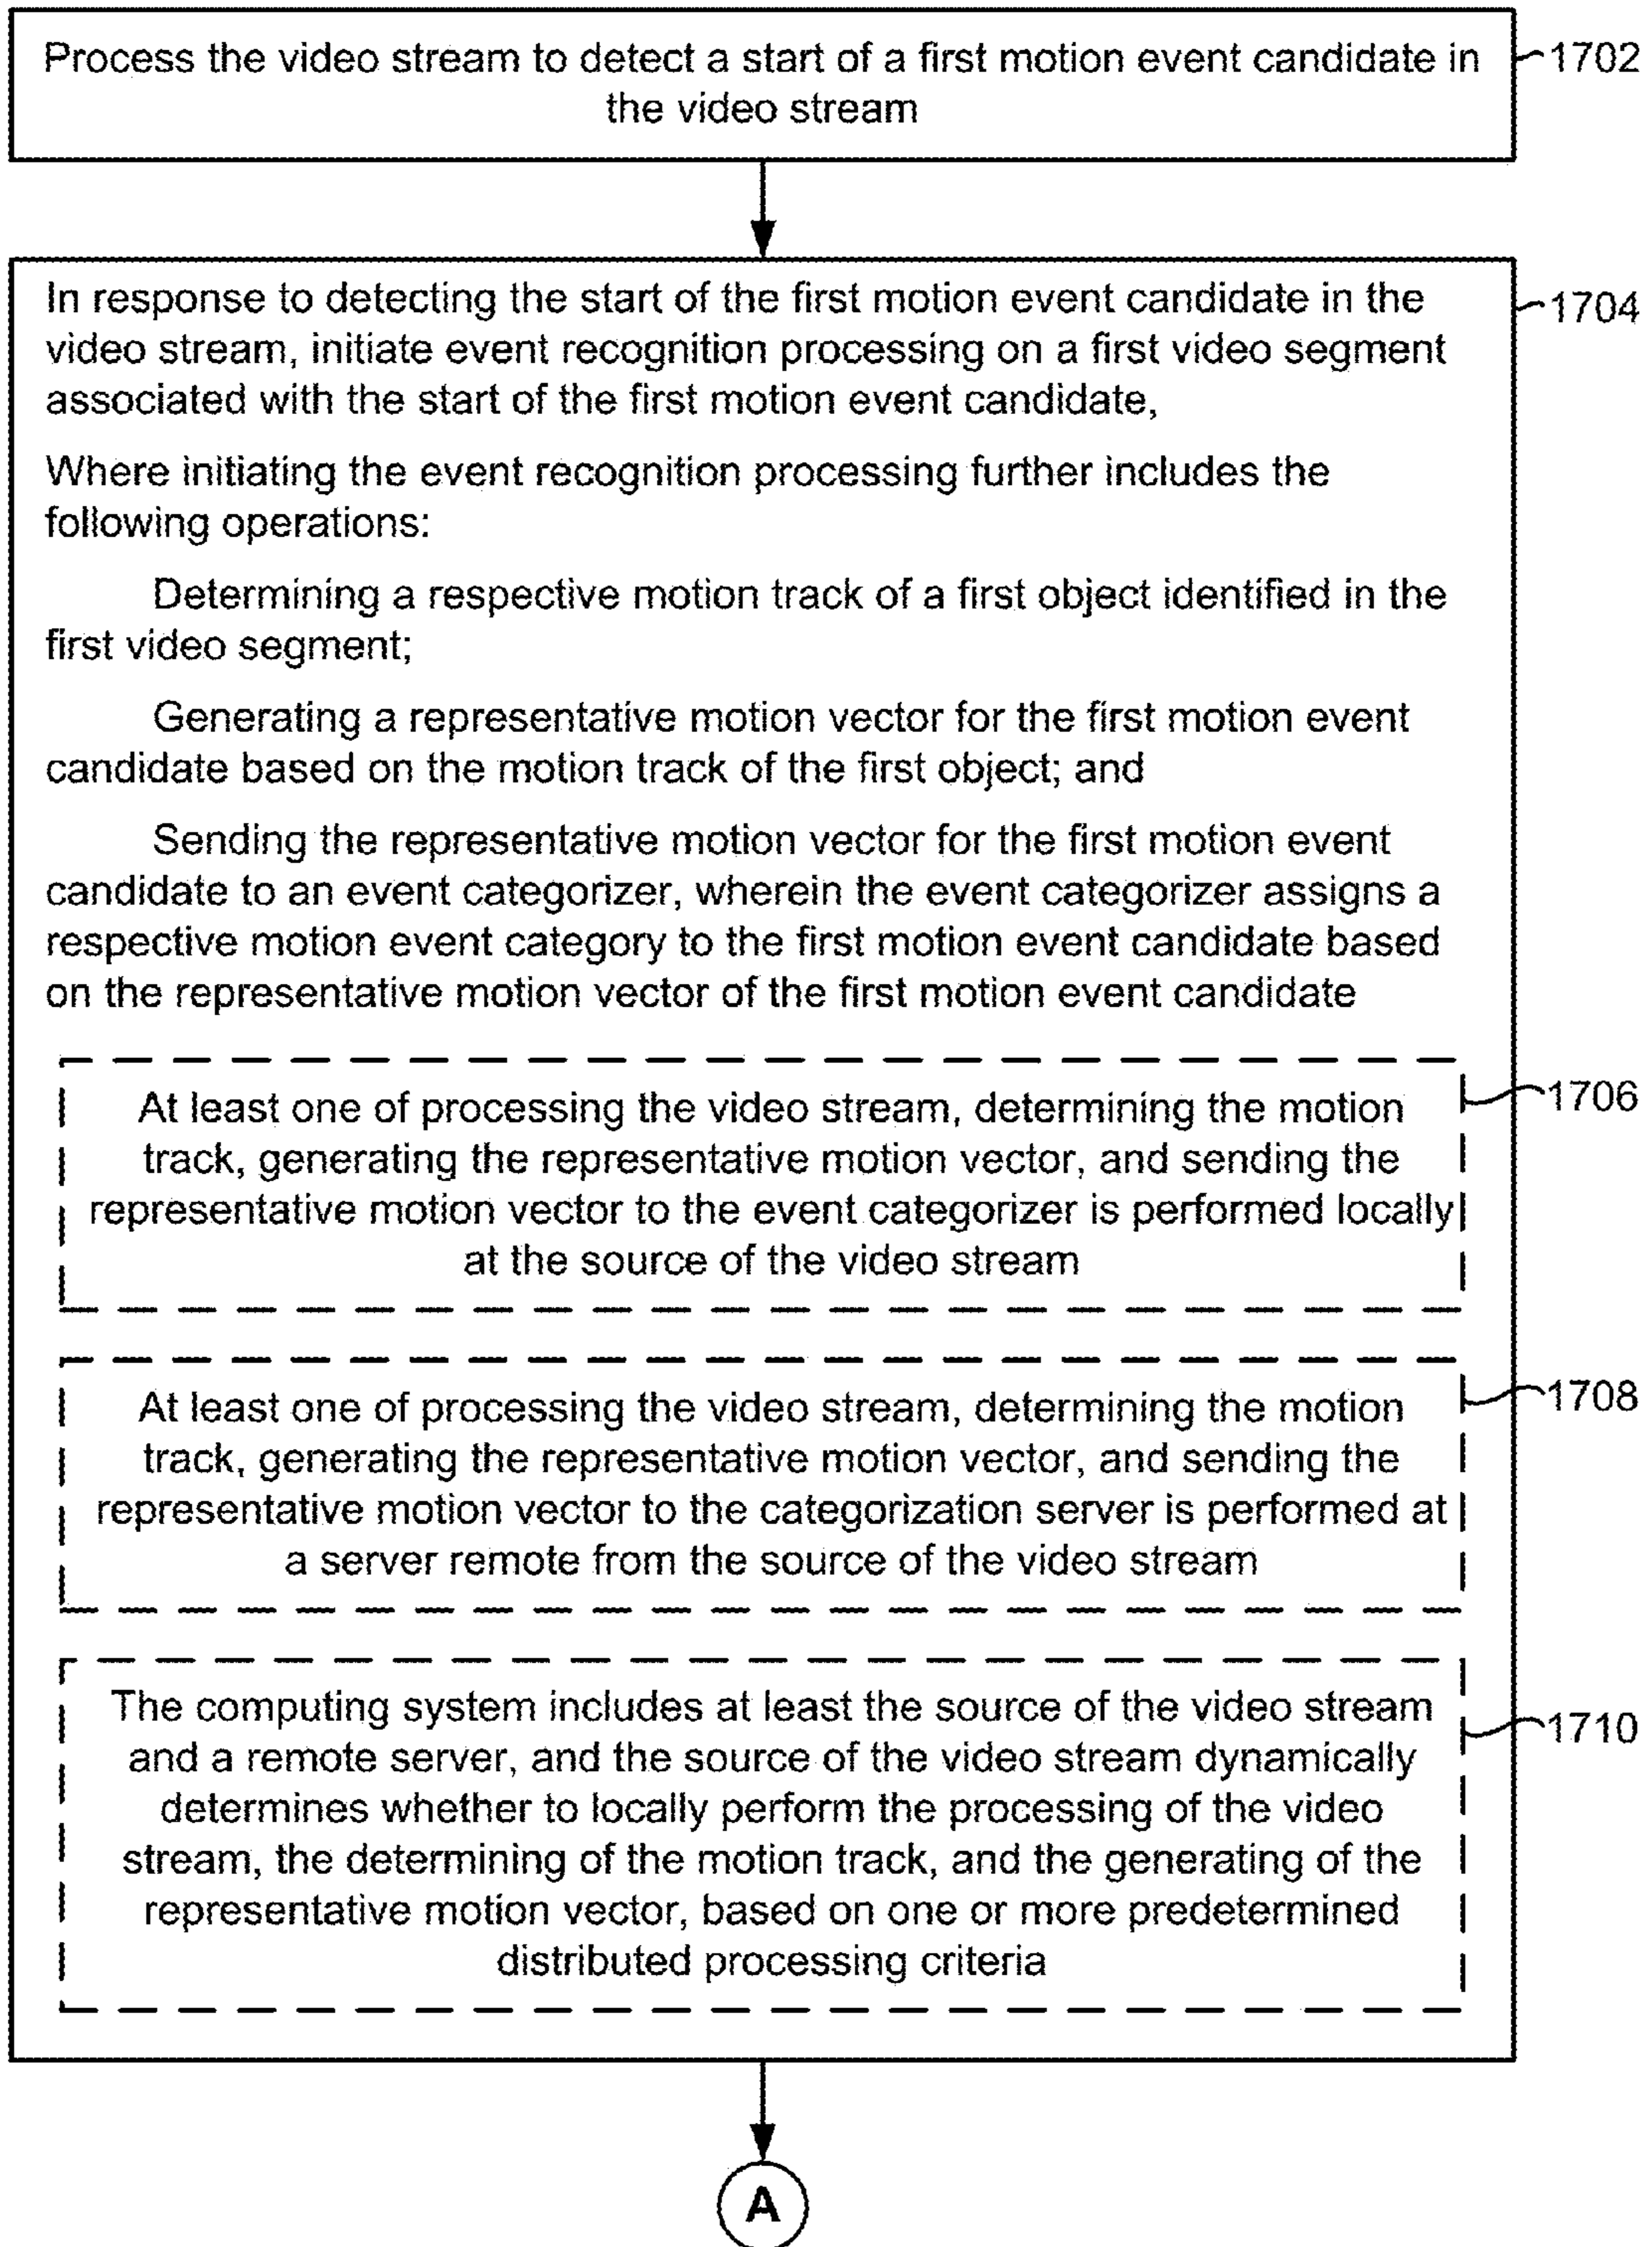 Process the video stream to detect a start of a first motion event candidate in
the video stream
1702
In response to detecting the start of the first motion event candidate in the
video stream, initiate event recognition processing on a first video segment
associated with the start of the first motion event candidate,
1704
Where initiating the event recognition processing further includes the
following operations:
Determining a respective motion track of a first object identified in the
first video segment;
Generating a representative motion vector for the first motion event
candidate based on the motion track of the first object; and
Sending the representative motion vector for the first motion event
candidate to an event categorizer, wherein the event categorizer assigns a
respective motion event category to the first motion event candidate based
on the representative motion vector of the first motion event candidate
At least one of processing the video stream, determining the motion
track, generating the representative motion vector, and sending the
representative motion vector to the event categorizer is performed locally
at the source of the video stream
1706
At least one of processing the video stream, determining the motion
track, generating the representative motion vector, and sending the
representative motion vector to the categorization server is performed at
a server remote from the source of the video stream
1708
The computing system includes at least the source of the video stream
and a remote server, and the source of the video stream dynamically
determines whether to locally perform the processing of the video
stream, the determining of the motion track, and the generating of the
representative motion vector, based on one or more predetermined
distributed processing criteria
1710
A